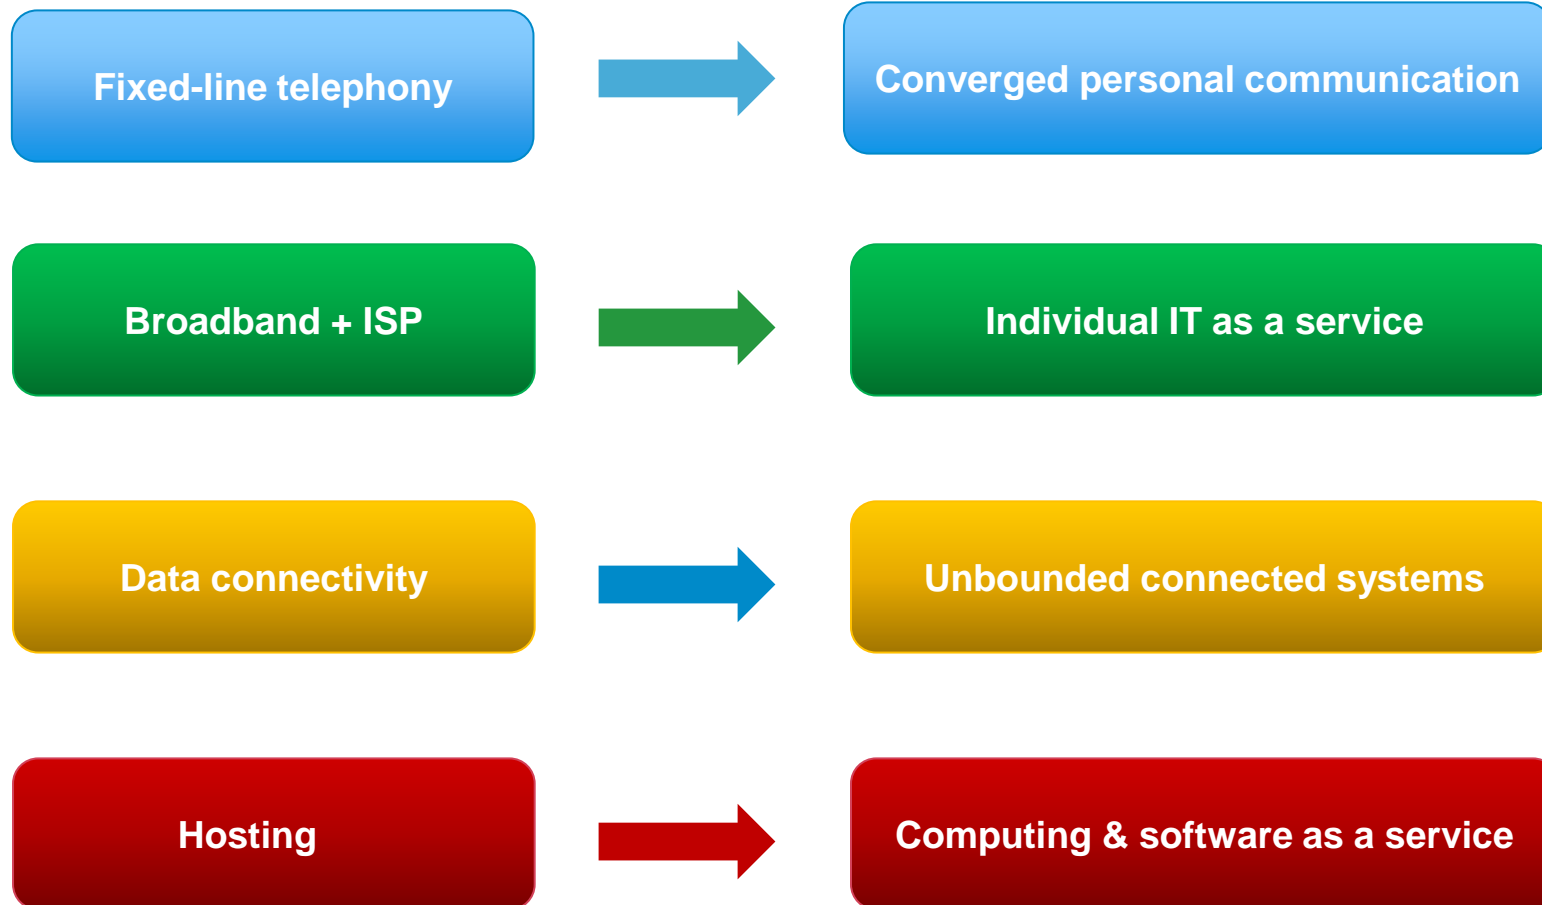 Fixed-line telephony
Converged personal communication
Broadband + ISP
Individual IT as a service
Data connectivity
Unbounded connected systems
Hosting
Computing & software as a service